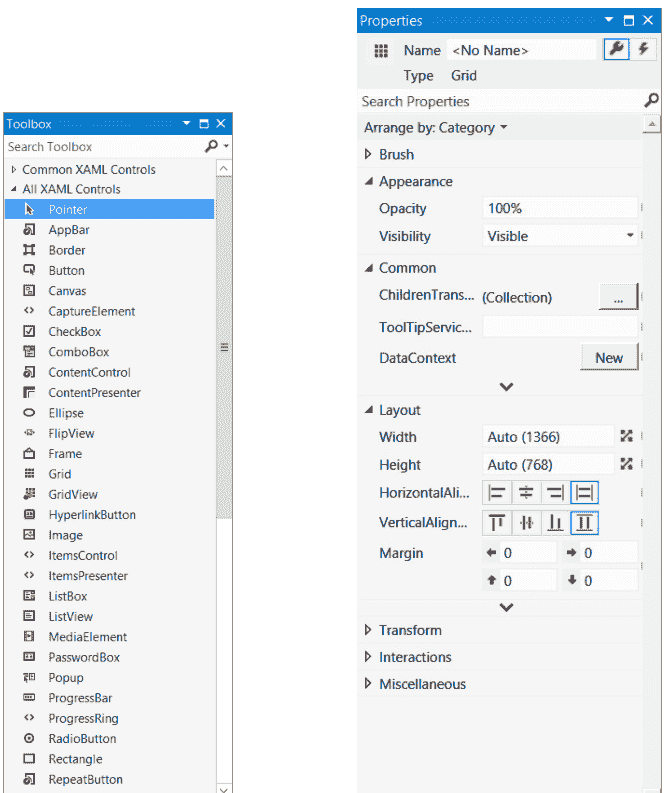 Toolbox
Search Toolbox
Common XAML Controls
All XAML Controls
Pointer
AppBar
Border
Button
Canvas
CaptureElement
CheckBox
ComboBox
ContentControl
ContentPresenter
Ellipse
FlipView
Frame
Grid
GridView
HyperlinkButton
Image
ItemsControl
ItemsPresenter
ListBox
ListView
MediaElement
PasswordBox
Popup
ProgressBar
ProgressRing
RadioButton
Rectangle
RepeatButton
Properties
Name <No Name>
Type Grid
Search Properties
Arrange by: Category
Brush
Appearance
Opacity 100%
Visibility Visible
Common
ChildrenTrans... (Collection) ...
ToolTipServic...
DataContext New
Layout
Width Auto (1366)
Height Auto (768)
HorizontalAli...
VerticalAlign...
Margin 0 0
0 0
Transform
Interactions
Miscellaneous